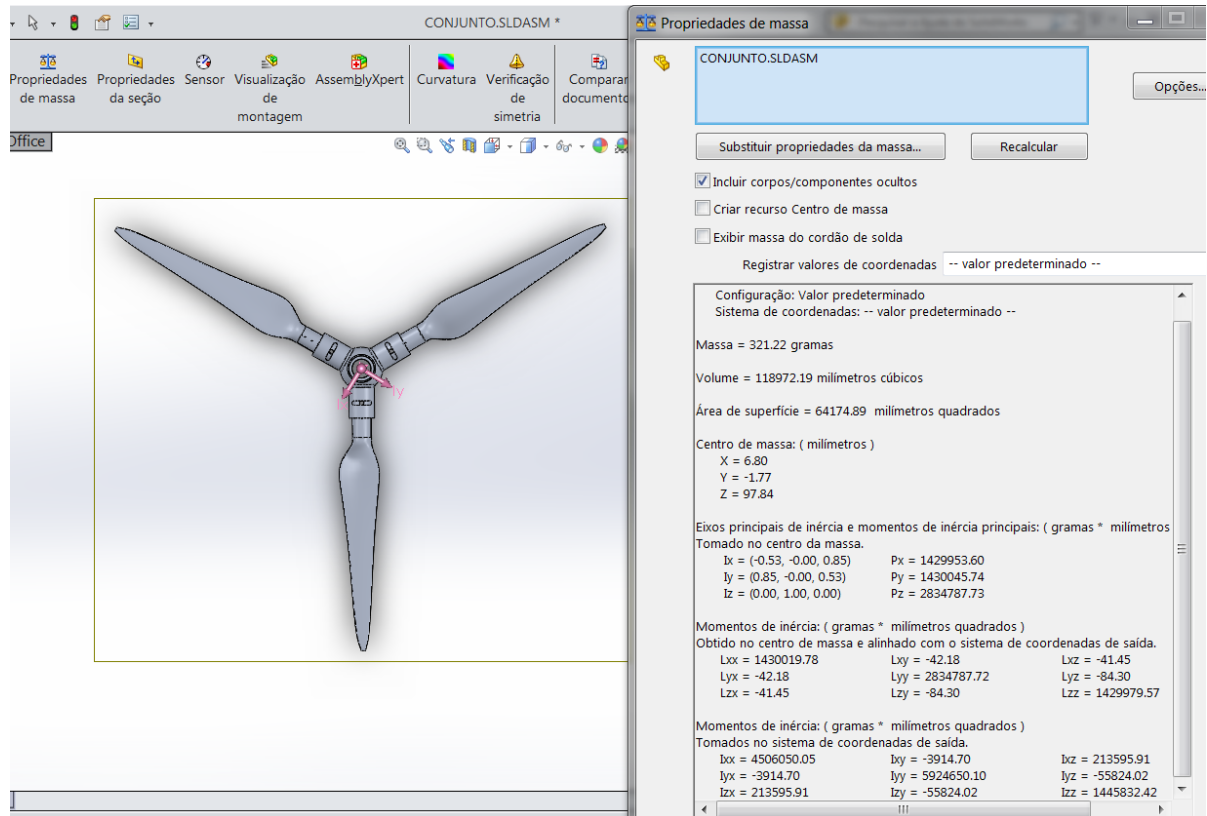 CONJUNTO.SLDASM *
Propriedades de massa
Propriedades da seção
Sensor
Visualização de montagem
AssemblyXpert
Curvatura
Verificação de simetria
Comparar
Office
Iy
Propriedades de massa
CONJUNTO.SLDASM
Opções...
Substituir propriedades da massa...
Recalcular
Incluir corpos/componentes ocultos
Criar recurso Centro de massa
Exibir massa do cordão de solda
Registrar valores de coordenadas -- valor predeterminado --
Configuração: Valor predeterminado
Sistema de coordenadas: -- valor predeterminado --
Massa = 321.22 gramas
Volume = 118972.19 milímetros cúbicos
Área de superfície = 64174.89 milímetros quadrados
Centro de massa: ( milímetros )
X = 6.80
Y = -1.77
Z = 97.84
Eixos principais de inércia e momentos de inércia principais: ( gramas * milímetros
Tomado no centro da massa.
Ix = (-0.53, -0.00, 0.85) Px = 1429953.60
Iy = (0.85, -0.00, 0.53) Py = 1430045.74
Iz = (0.00, 1.00, 0.00) Pz = 2834787.73
Momentos de inércia: ( gramas * milímetros quadrados )
Obtido no centro de massa e alinhado com o sistema de coordenadas de saída.
Lxx = 1430019.78 Lxy = -42.18 Lxz = -41.45
Lyx = -42.18 Lyy = 2834787.72 Lyz = -84.30
Lzx = -41.45 Lzy = -84.30 Lzz = 1429979.57
Momentos de inércia: ( gramas * milímetros quadrados )
Tomados no sistema de coordenadas de saída.
Ixx = 4506050.05 Ixy = -3914.70 Ixz = 213595.91
Iyx = -3914.70 Iyy = 5924650.10 Iyz = -55824.02
Izx = 213595.91 Izy = -55824.02 Izz = 1445832.42